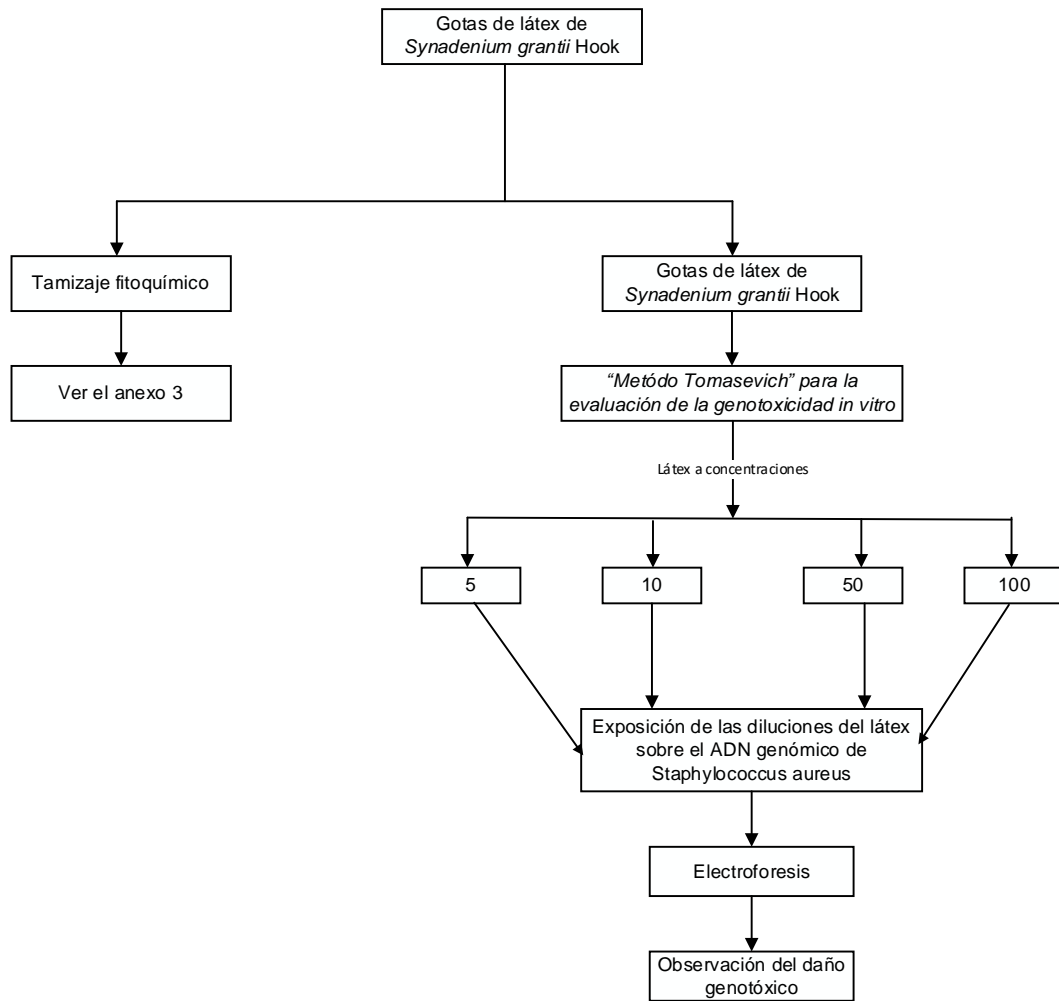 Gotas de látex de
Synadenium grantii Hook
Tamizaje fitoquímico
Ver el anexo 3
Gotas de látex de
Synadenium grantii Hook
“Metódo Tomasevich” para la
evaluación de la genotoxicidad in vitro
Látex a concentraciones
5
10
50
100
Exposición de las diluciones del látex
sobre el ADN genómico de
Staphylococcus aureus
Electroforesis
Observación del daño
genotóxico